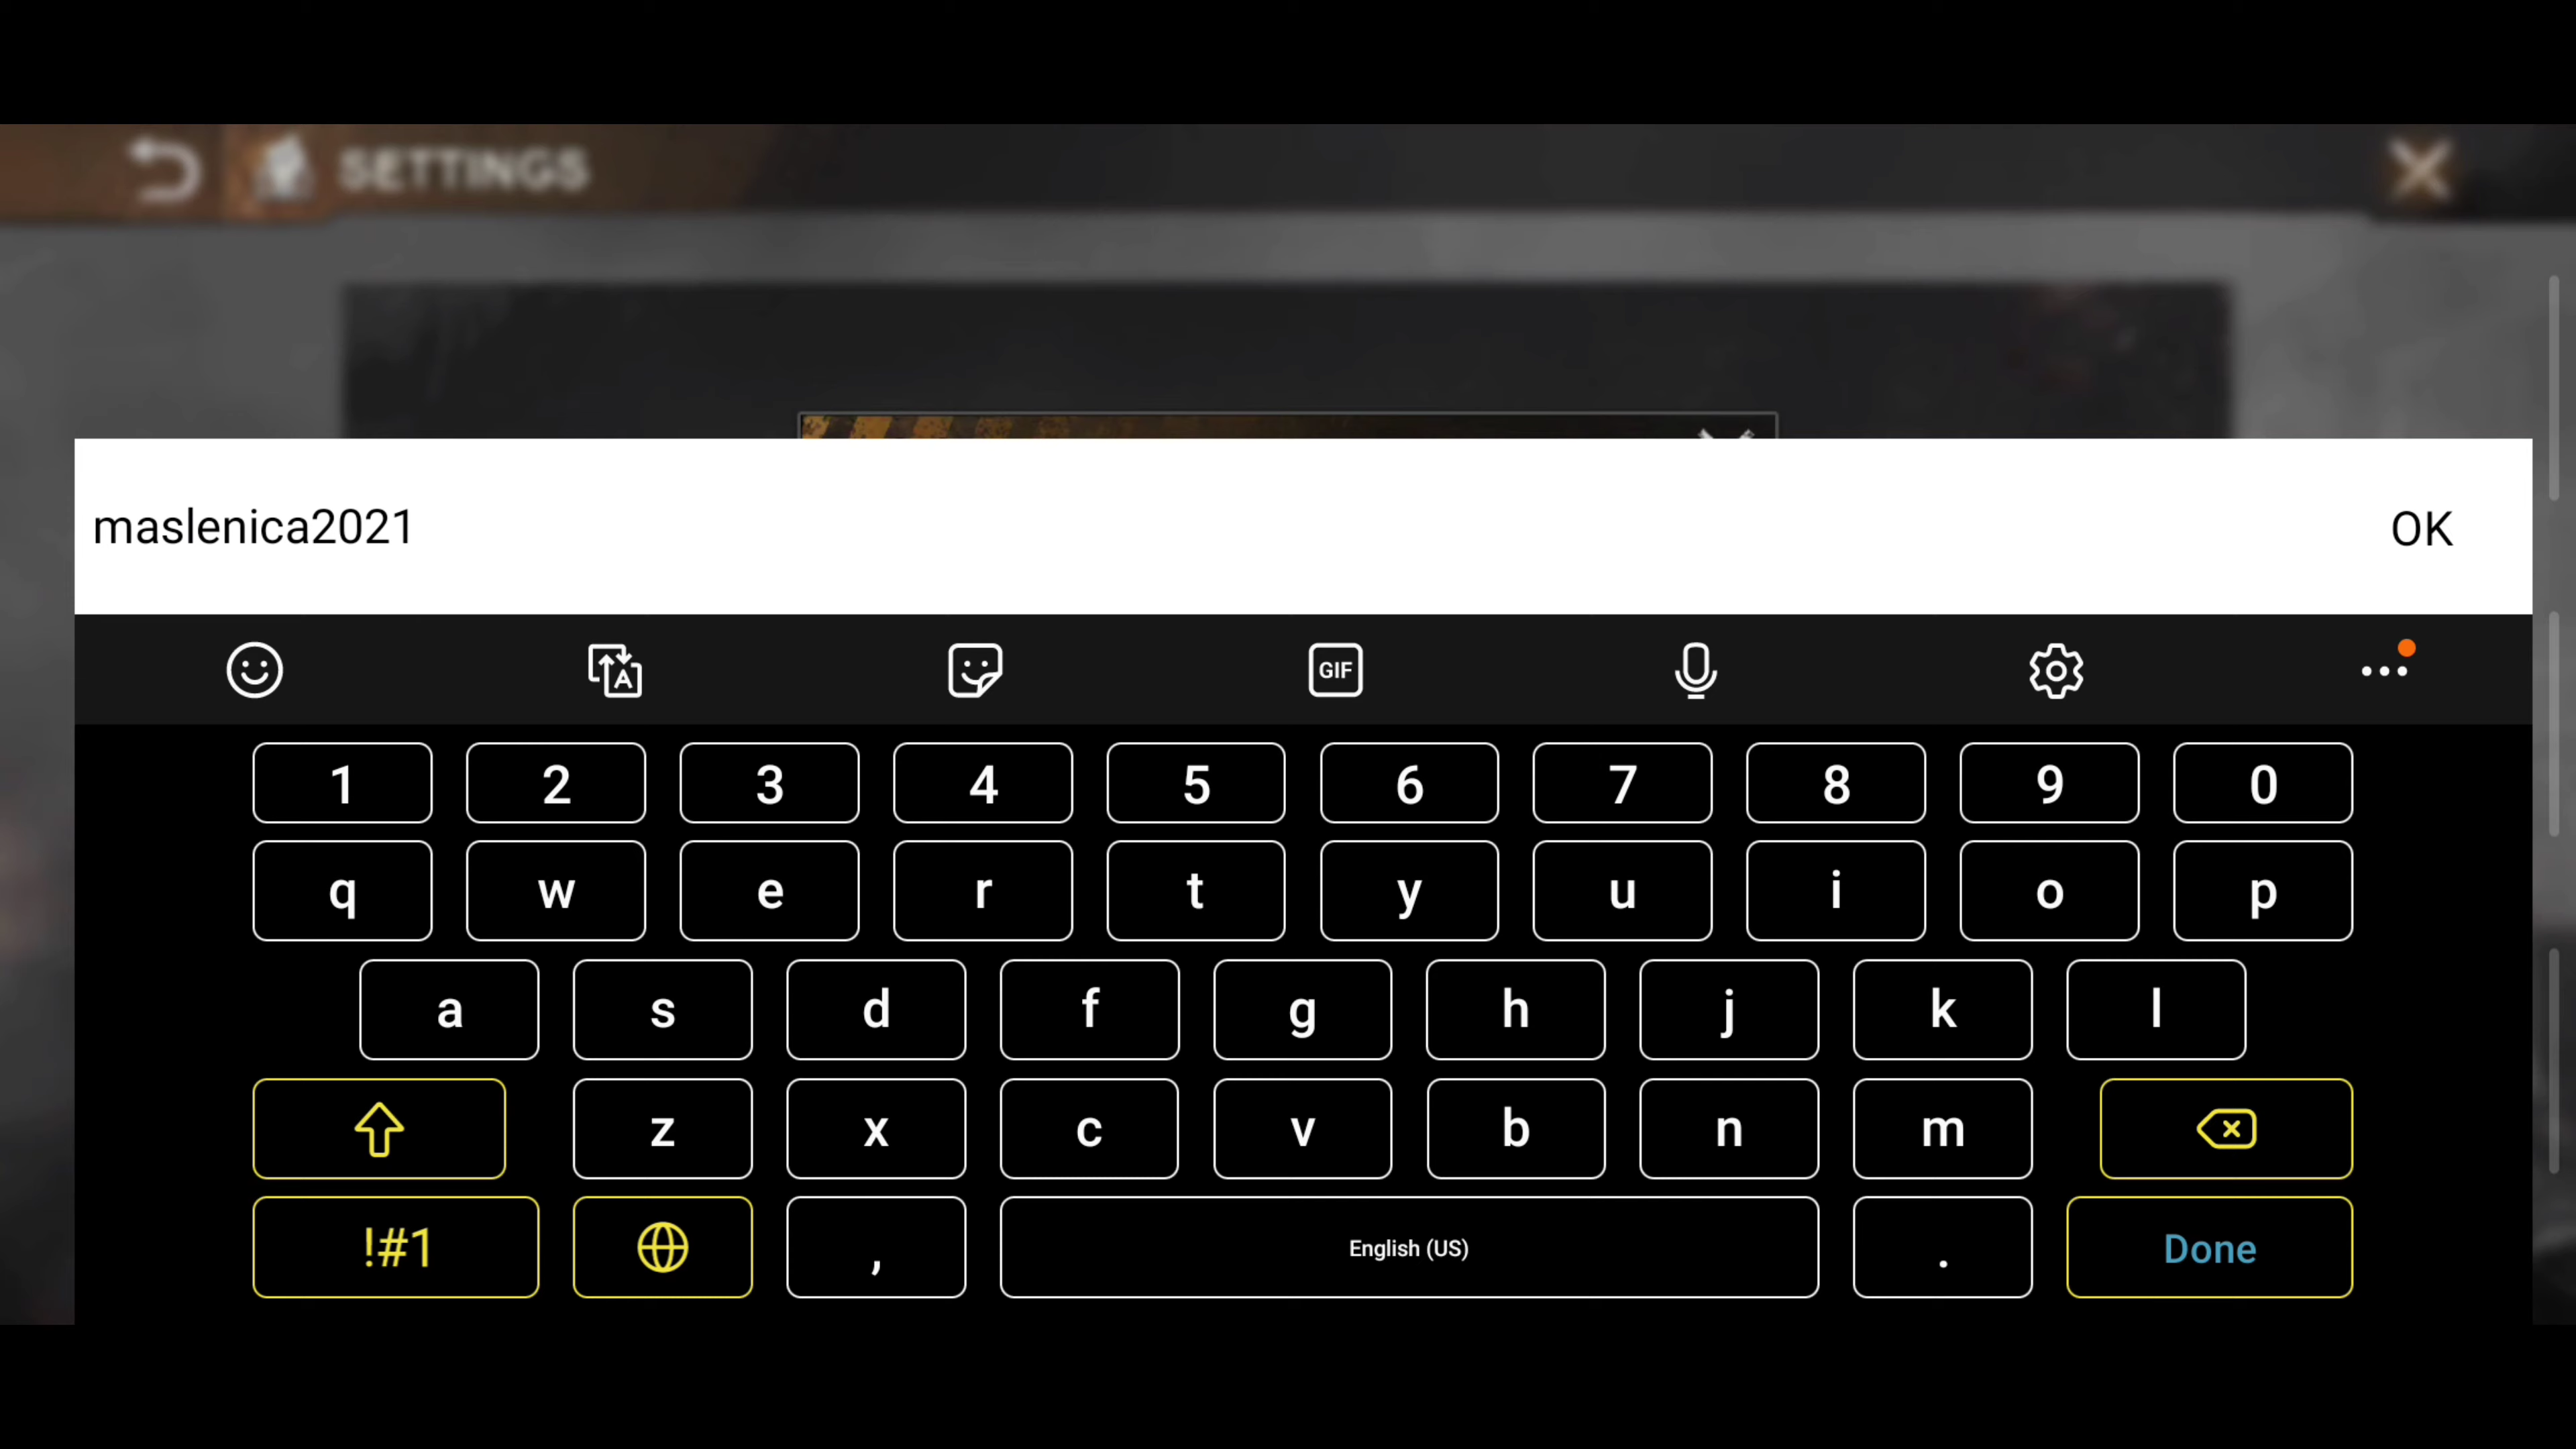 SETTINGS
maslenica2021 OK
GIF
1 2 3 4 5 6 7 8 9 0
q w e r t y u i o p
a s d f g h j k l
z x c v b n m
!#1 , English (US) . Done